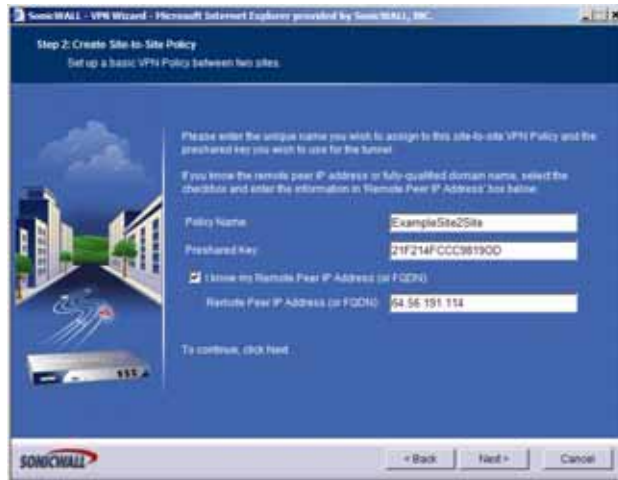 SonicWALL - VPN Wizard - Microsoft Internet Explorer provided by SonicWALL, INC.
Step 2: Create Site-to-Site Policy
Set up a basic VPN Policy between two sites.
Please enter the unique name you wish to assign to this site-to-site VPN Policy and the
preshared key you wish to use for the tunnel.
If you know the remote peer IP address or fully-qualified domain name, select the
checkbox and enter the information in 'Remote Peer IP Address' box below.
Policy Name:
ExampleSite2Site
Preshared Key:
I know my Remote Peer IP Address (or FQDN)
Remote Peer IP Address (or FQDN):
64.56.191.114
To continue, click Next.
SONICWALL
< Back
Next >
Cancel